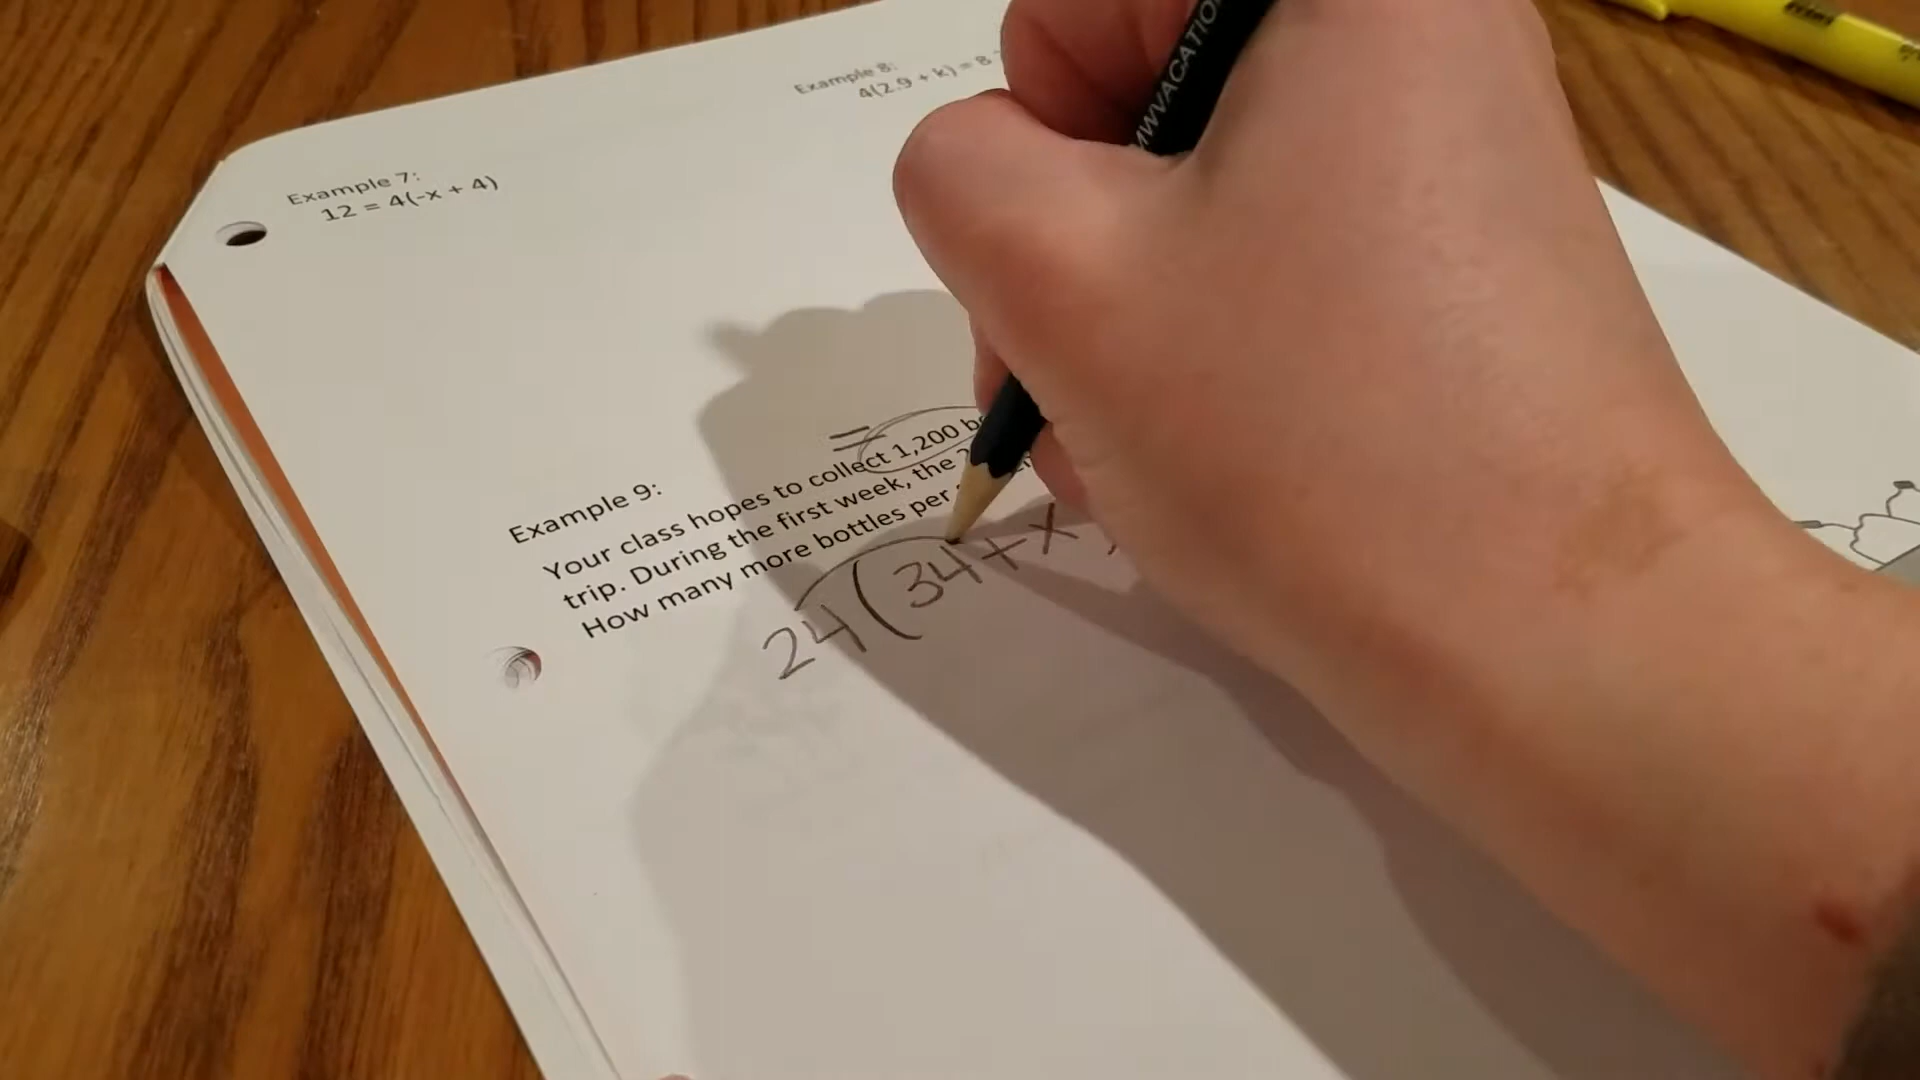 Example 8:
4(2.9 + k) = 8
Example 7:
12 = 4(-x + 4)
=
Example 9:
Your class hopes to collect 1,200
trip. During the first week, the
How many more bottles per
24(34+x